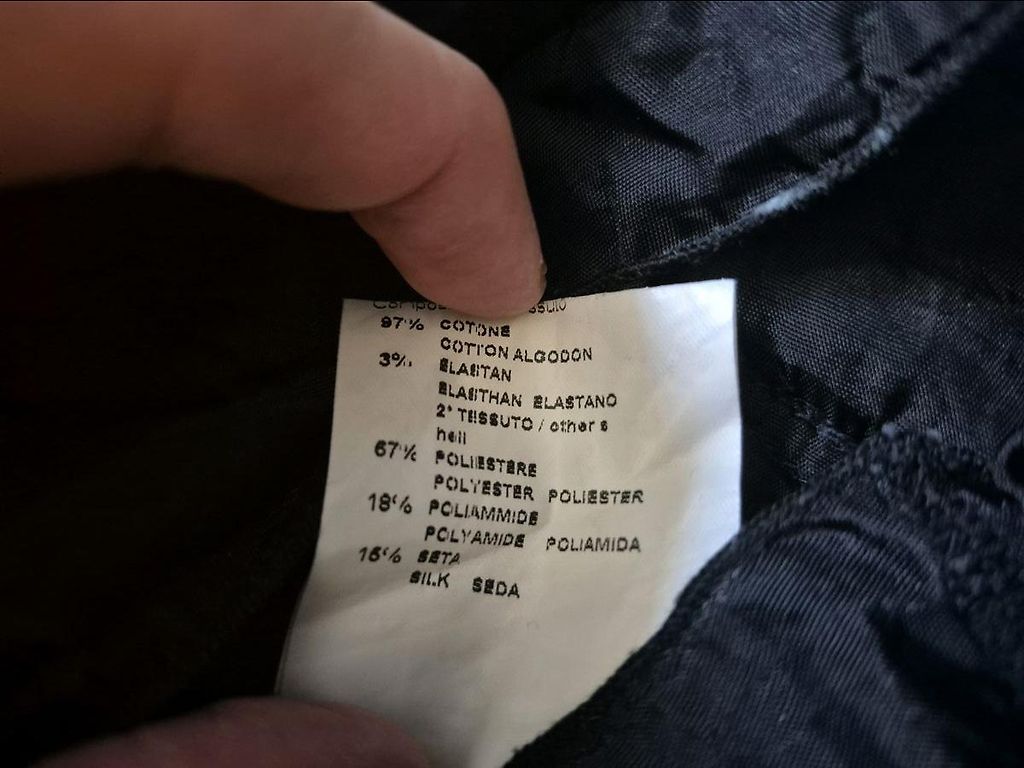 97% COTONE
COTTON ALGODON
3% ELASTAN
ELASTHAN ELASTANO
2° TESSUTO / other s
hell
67% POLIESTERE
POLYESTER POLIESTER
18% POLIAMMIDE
POLYAMIDE POLIAMIDA
15% SETA
SILK SEDA